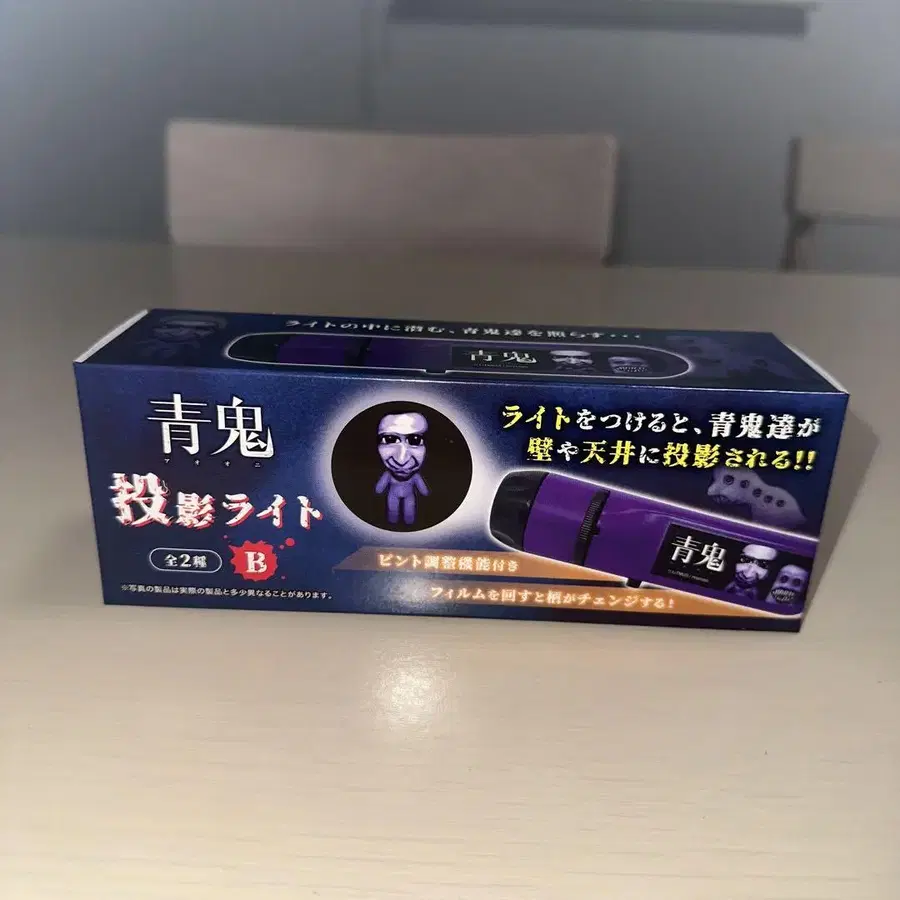 ライトの中に潜む、青鬼達を照らす・・・
青鬼
青鬼
アオオニ
投影ライト
全2種
B
※写真の製品は実際の製品と多少異なることがあります。
ライトをつけると、青鬼達が
壁や天井に投影される!!
青鬼
ピント調整機能付き
フィルムを回すと柄がチェンジする!